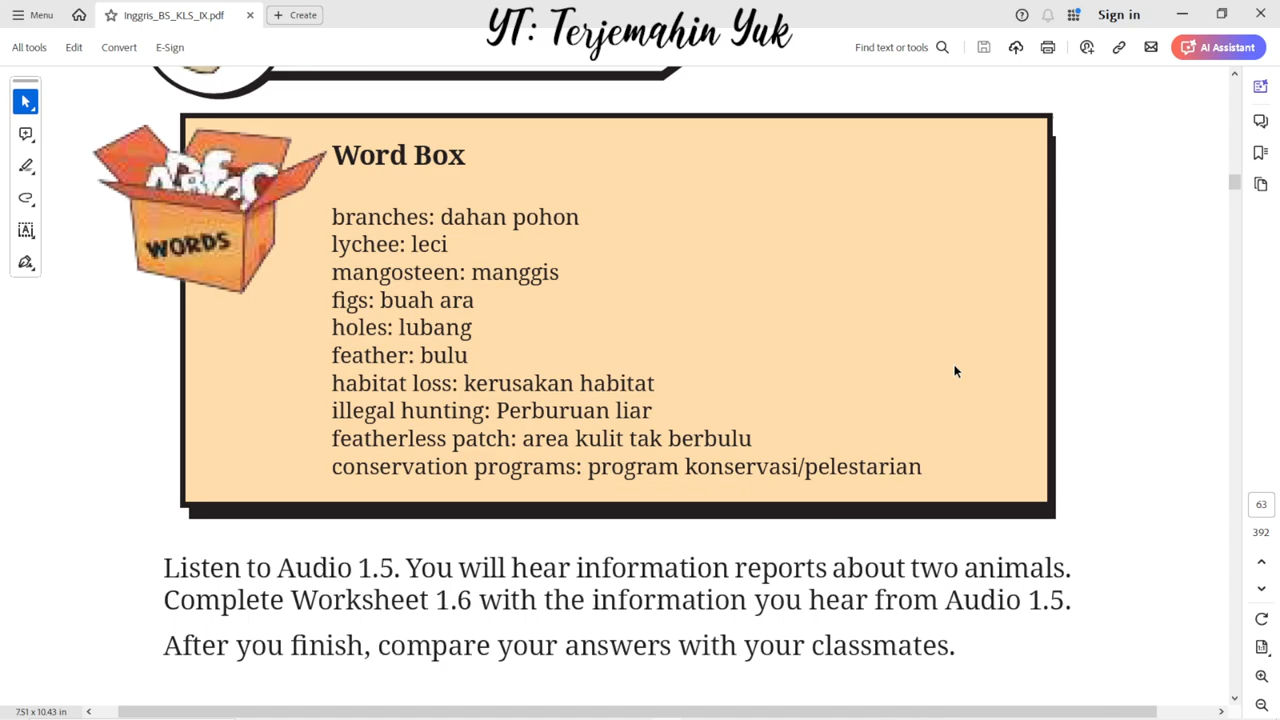 Menu
Inggris_BS_KLS_IX.pdf
Create
YT: Terjemahin Yuk
Sign in
All tools
Edit
Convert
E-Sign
Find text or tools
AI Assistant
WORDS
Word Box
branches: dahan pohon
lychee: leci
mangosteen: manggis
figs: buah ara
holes: lubang
feather: bulu
habitat loss: kerusakan habitat
illegal hunting: Perburuan liar
featherless patch: area kulit tak berbulu
conservation programs: program konservasi/pelestarian
Listen to Audio 1.5. You will hear information reports about two animals.
Complete Worksheet 1.6 with the information you hear from Audio 1.5.
After you finish, compare your answers with your classmates.
63
392
7.51 x 10.43 in